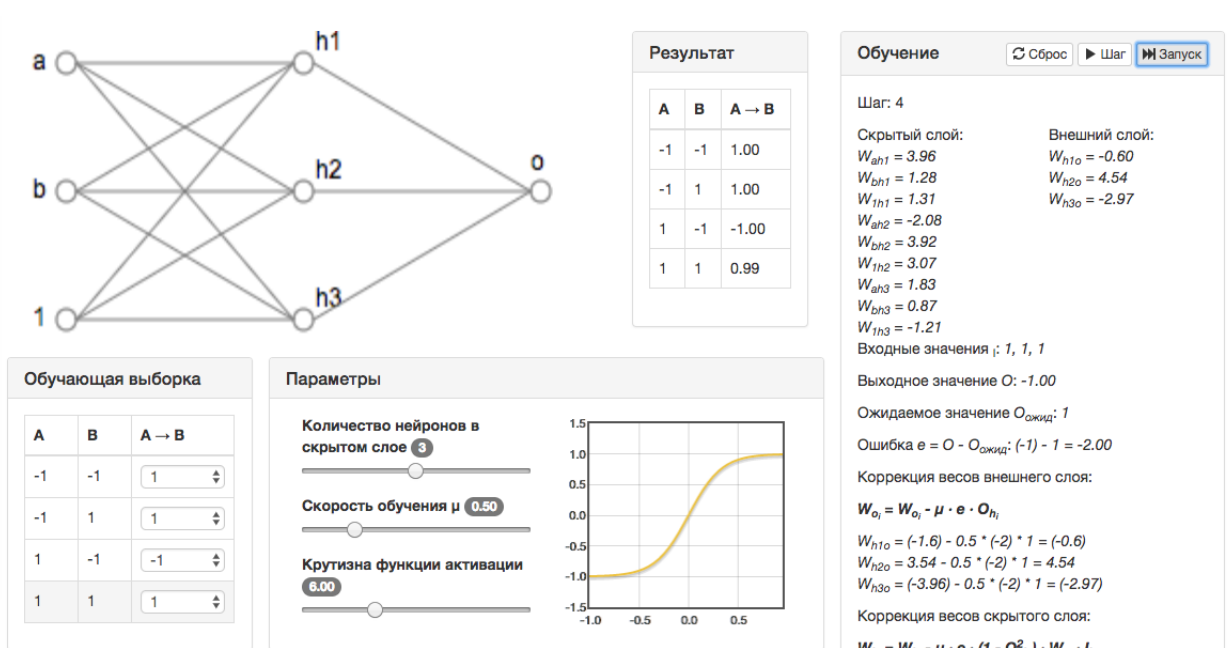 a
h1
b
h2
o
1
h3
Результат
A B A → B
-1 -1 1.00
-1 1 1.00
1 -1 -1.00
1 1 0.99
Обучающая выборка
A B A → B
-1 -1 1
-1 1 1
1 -1 -1
1 1 1
Параметры
Количество нейронов в
скрытом слое 3
Скорость обучения μ 0.50
Крутизна функции активации
6.00
1.5
1.0
0.5
0.0
-0.5
-1.0
-1.5
-1.0 -0.5 0.0 0.5
Обучение Сброс Шаг Запуск
Шаг: 4
Скрытый слой:
Wah1 = 3.96
Wbh1 = 1.28
W1h1 = 1.31
Wah2 = -2.08
Wbh2 = 3.92
W1h2 = 3.07
Wah3 = 1.83
Wbh3 = 0.87
W1h3 = -1.21
Внешний слой:
Wh1o = -0.60
Wh2o = 4.54
Wh3o = -2.97
Входные значения I: 1, 1, 1
Выходное значение O: -1.00
Ожидаемое значение Oожид: 1
Ошибка e = O - Oожид: (-1) - 1 = -2.00
Коррекция весов внешнего слоя:
Woi = Woi - μ · e · Ohi
Wh1o = (-1.6) - 0.5 * (-2) * 1 = (-0.6)
Wh2o = 3.54 - 0.5 * (-2) * 1 = 4.54
Wh3o = (-3.96) - 0.5 * (-2) * 1 = (-2.97)
Коррекция весов скрытого слоя: